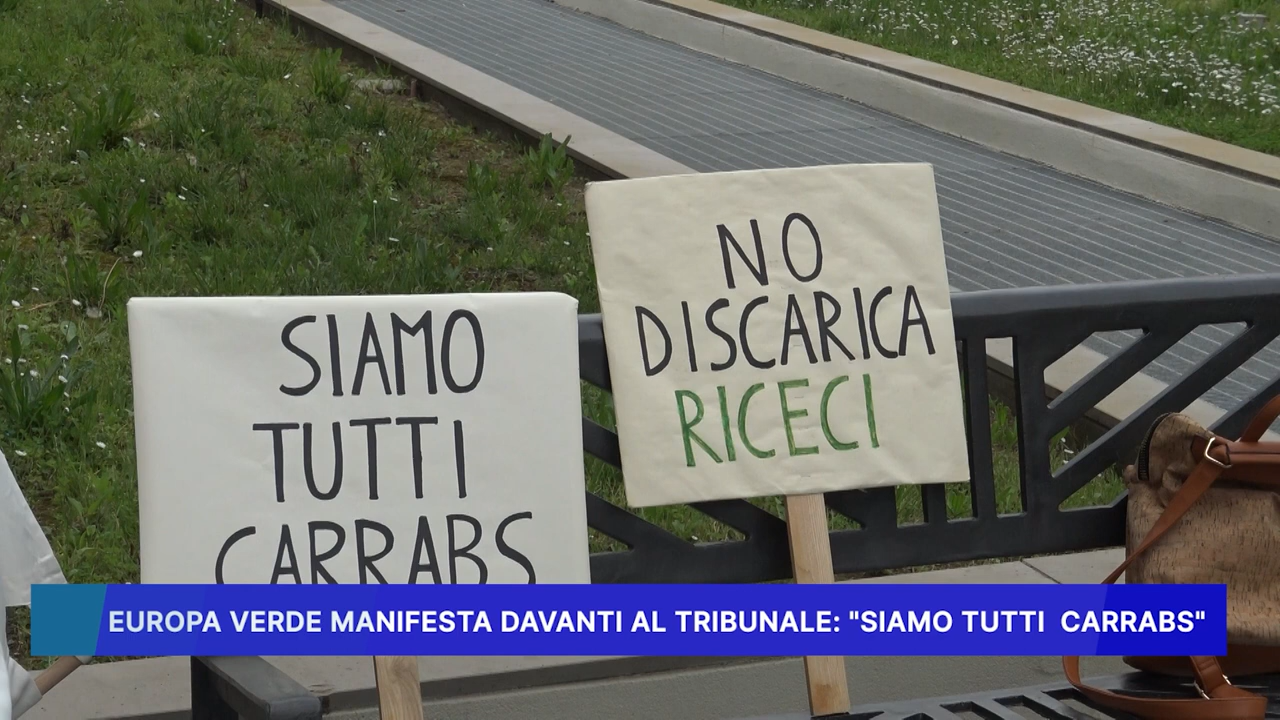 SIAMO
TUTTI
CARRABS
NO
DISCARICA
RICECI
EUROPA VERDE MANIFESTA DAVANTI AL TRIBUNALE: "SIAMO TUTTI  CARRABS"